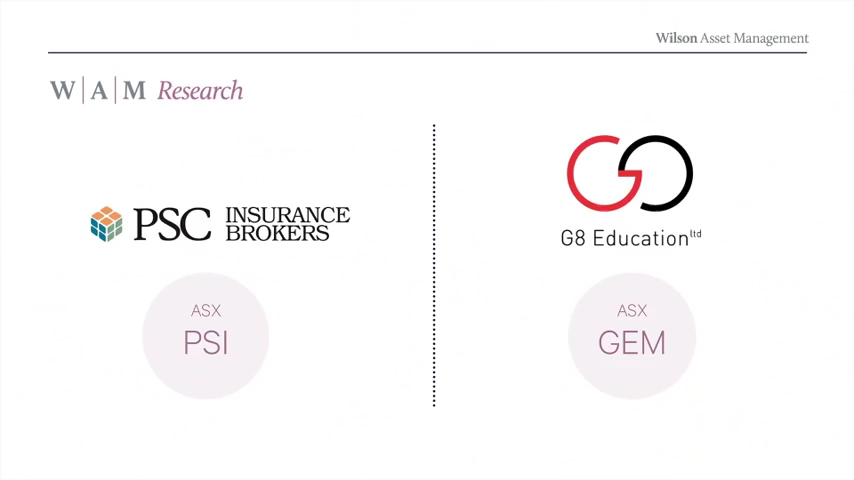 Wilson Asset Management
W|A|M Research
PSC INSURANCE
BROKERS
ASX
PSI
G8 Education ltd
ASX
GEM